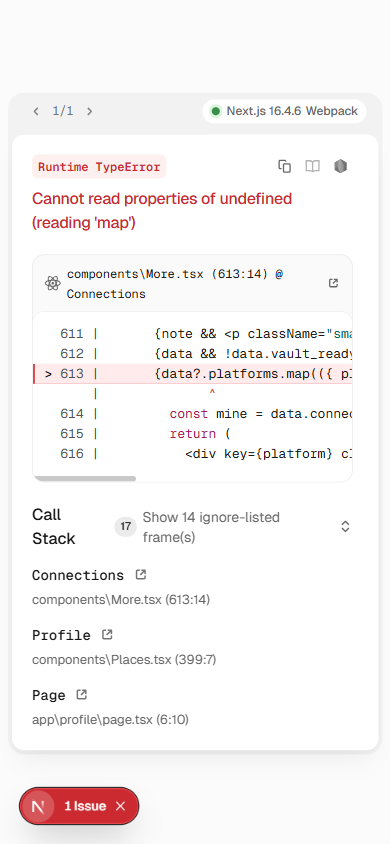 1/1
Next.js 16.4.6 Webpack
Runtime TypeError
Cannot read properties of undefined
(reading 'map')
components\More.tsx (613:14) @
Connections
611 | {note && <p className="sma
612 | {data && !data.vault_ready
> 613 | {data?.platforms.map(({ pl
| ^
614 | const mine = data.connec
615 | return (
616 | <div key={platform} cl
Call
Stack
17
Show 14 ignore-listed
frame(s)
Connections
components\More.tsx (613:14)
Profile
components\Places.tsx (399:7)
Page
app\profile\page.tsx (6:10)
N
1 Issue